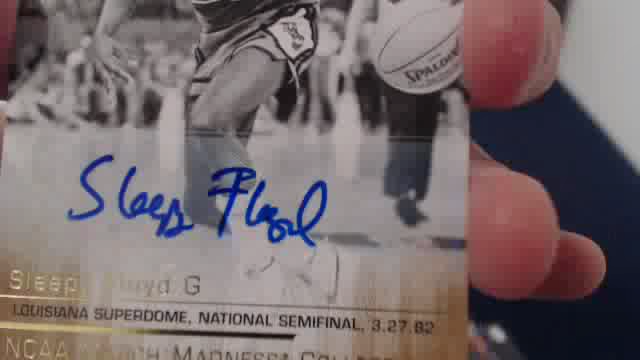 SPALDING
Sleepy Floyd
Sleepy Floyd G
LOUISIANA SUPERDOME, NATIONAL SEMIFINAL, 3.27.82
NCAA MARCH MADNESS